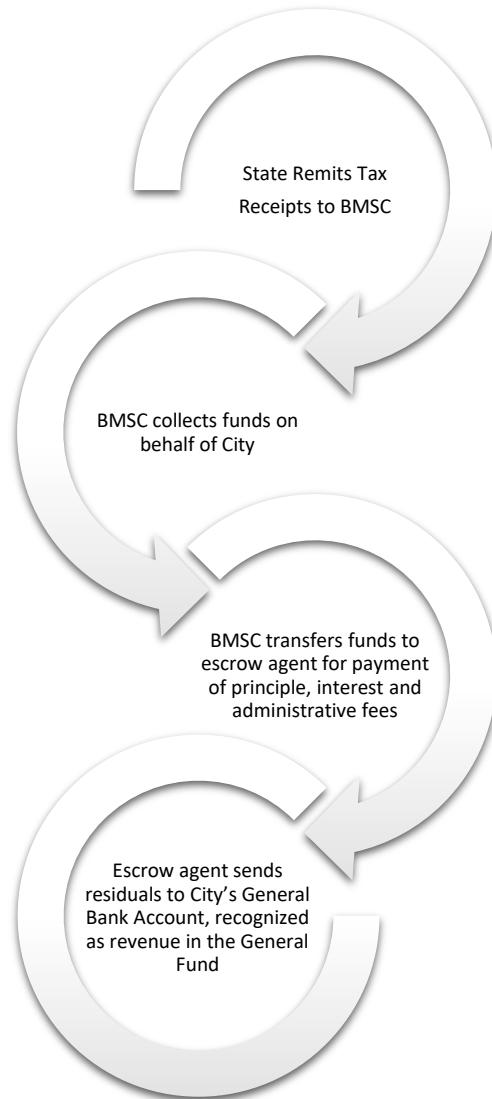 State Remits Tax
Receipts to BMSC
BMSC collects funds on
behalf of City
BMSC transfers funds to
escrow agent for payment
of principle, interest and
administrative fees
Escrow agent sends
residuals to City’s General
Bank Account, recognized
as revenue in the General
Fund